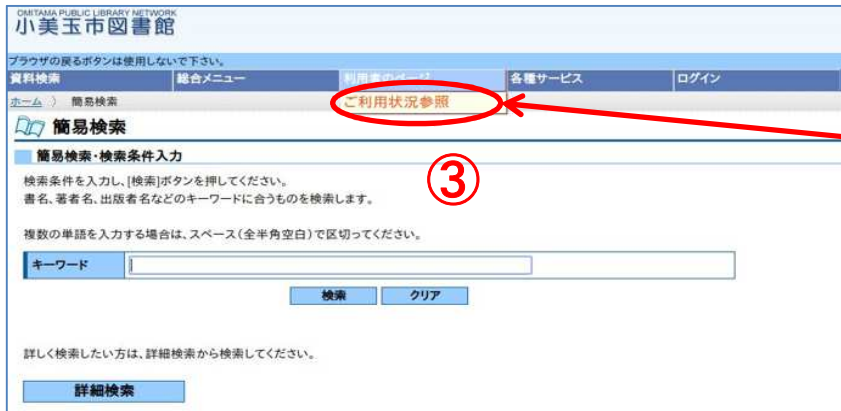 OMITAMA PUBLIC LIBRARY NETWORK
小美玉市図書館
ブラウザの戻るボタンは使用しないで下さい。
資料検索 総合メニュー 利用者のページ 各種サービス ログイン
ホーム 〉 簡易検索 ご利用状況参照
簡易検索
簡易検索・検索条件入力
③
検索条件を入力し、[検索]ボタンを押してください。
書名、著者名、出版者名などのキーワードに合うものを検索します。
複数の単語を入力する場合は、スペース(全半角空白)で区切ってください。
キーワード
検索 クリア
詳しく検索したい方は、詳細検索から検索してください。
詳細検索